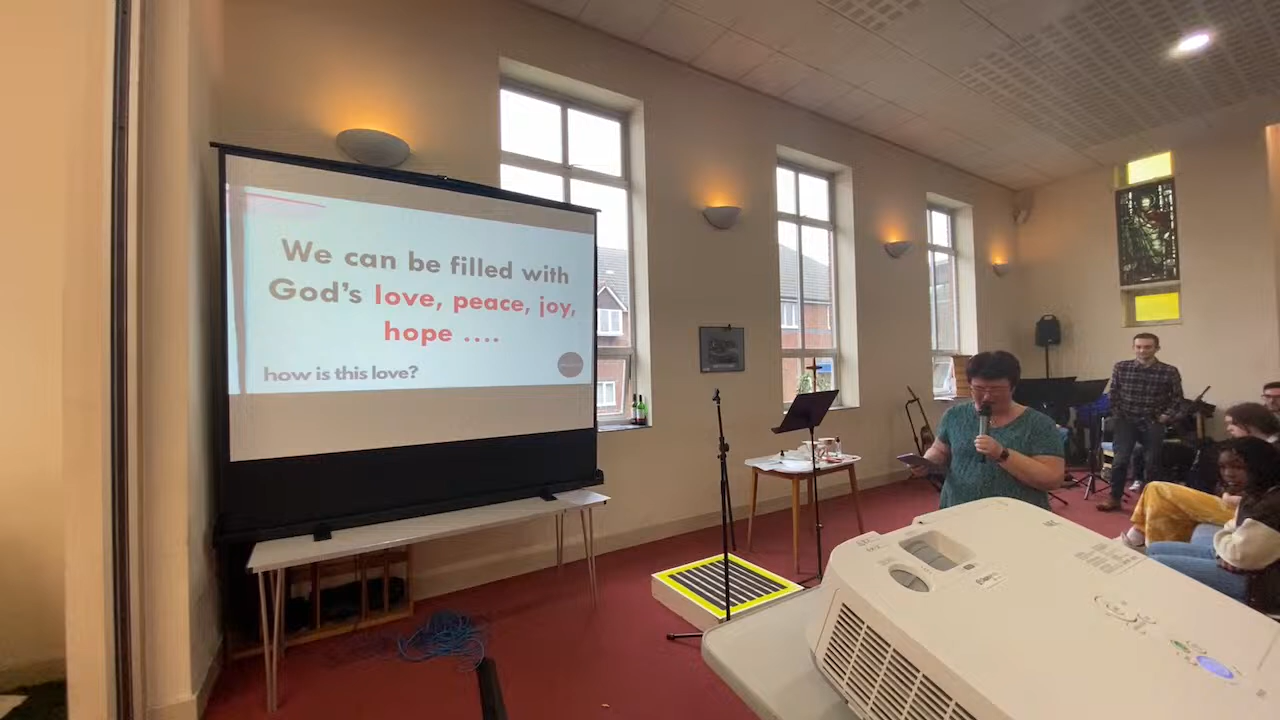 We can be filled with
God's love, peace, joy,
hope ....
how is this love?